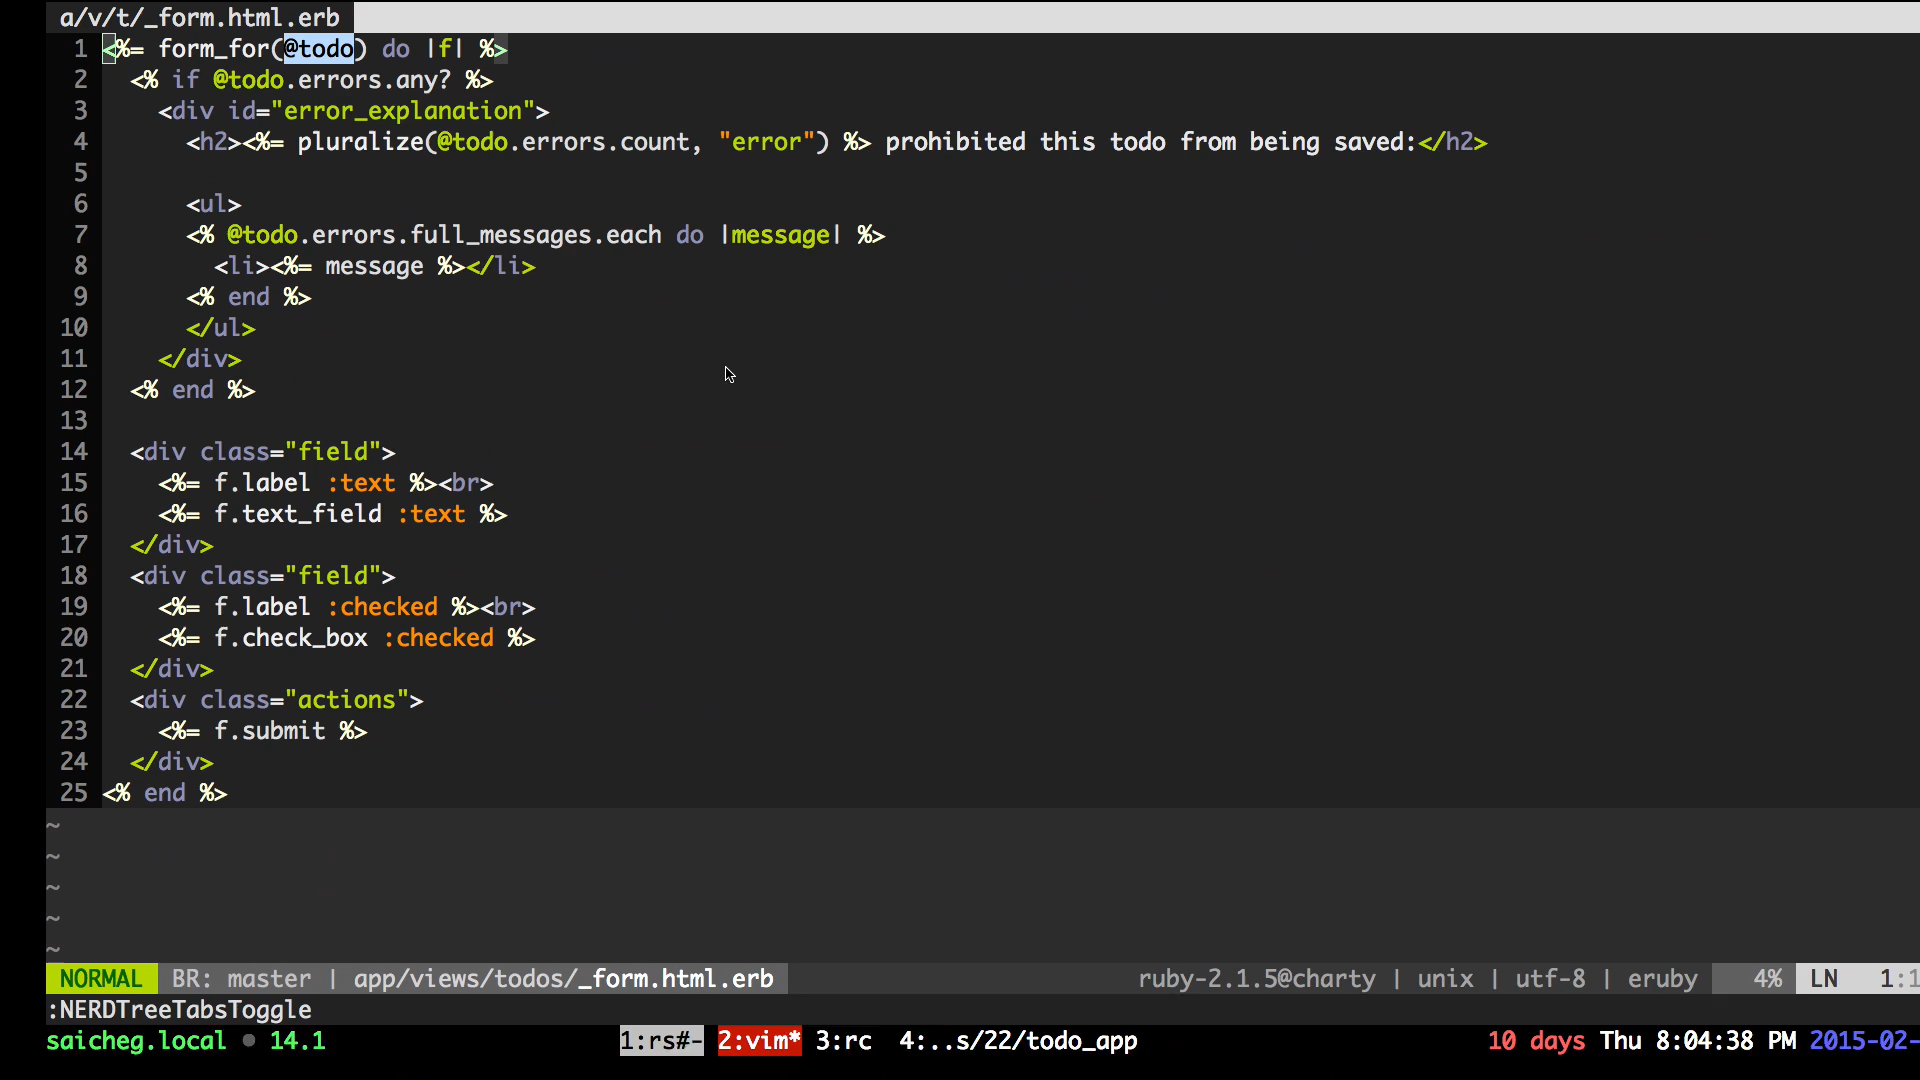 a/v/t/_form.html.erb
1 <%= form_for(@todo) do |f| %>
2   <% if @todo.errors.any? %>
3     <div id="error_explanation">
4       <h2><%= pluralize(@todo.errors.count, "error") %> prohibited this todo from being saved:</h2>
5
6       <ul>
7       <% @todo.errors.full_messages.each do |message| %>
8         <li><%= message %></li>
9       <% end %>
10       </ul>
11     </div>
12   <% end %>
13
14   <div class="field">
15     <%= f.label :text %><br>
16     <%= f.text_field :text %>
17   </div>
18   <div class="field">
19     <%= f.label :checked %><br>
20     <%= f.check_box :checked %>
21   </div>
22   <div class="actions">
23     <%= f.submit %>
24   </div>
25 <% end %>
~
~
~
~
~
NORMAL BR: master | app/views/todos/_form.html.erb ruby-2.1.5@charty | unix | utf-8 | eruby 4% LN 1:1
:NERDTreeTabsToggle
saicheg.local ● 14.1 1:rs#- 2:vim* 3:rc 4:..s/22/todo_app 10 days Thu 8:04:38 PM 2015-02-